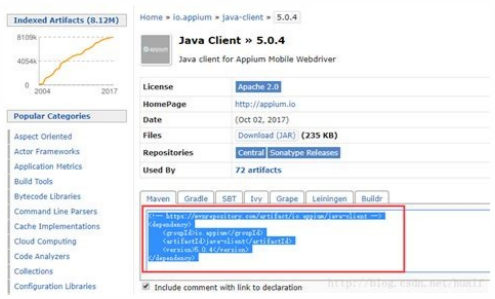 Indexed Artifacts (8.12M)
8109k
4054k
0
2004 2017
Popular Categories
Aspect Oriented
Actor Frameworks
Application Metrics
Build Tools
Bytecode Libraries
Command Line Parsers
Cache Implementations
Cloud Computing
Code Analyzers
Collections
Configuration Libraries
Home » io.appium » java-client » 5.0.4
Java Client » 5.0.4
Java client for Appium Mobile Webdriver
License Apache 2.0
HomePage http://appium.io
Date (Oct 02, 2017)
Files Download (JAR) (235 KB)
Repositories Central Sonatype Releases
Used By 72 artifacts
Maven Gradle SBT Ivy Grape Leiningen Buildr
<!-- https://mvnrepository.com/artifact/io.appium/java-client -->
<dependency>
<groupId>io.appium</groupId>
<artifactId>java-client</artifactId>
<version>5.0.4</version>
</dependency>
Include comment with link to declaration